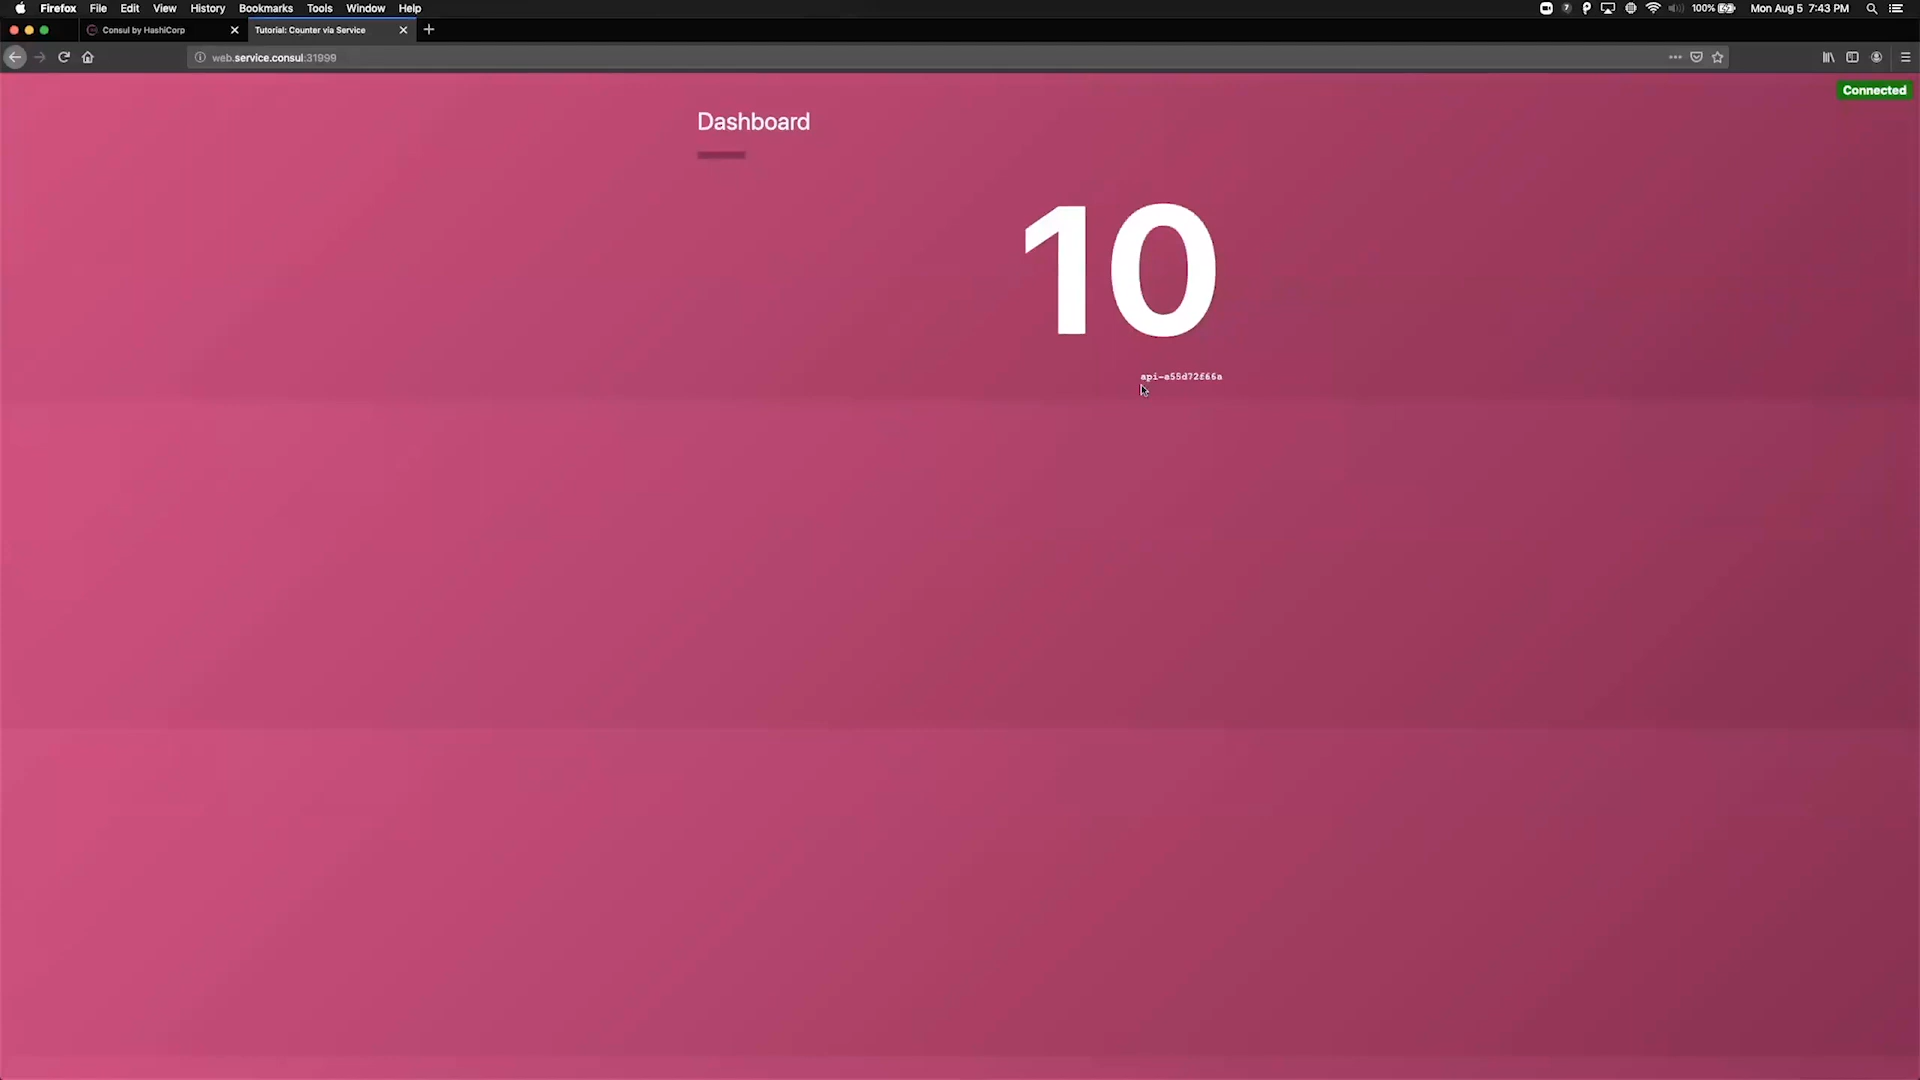 Firefox File Edit View History Bookmarks Tools Window Help 7 100% Mon Aug 5 7:43 PM
Consul by HashiCorp Tutorial: Counter via Service
web.service.consul:31999
Connected
Dashboard
10
api-a55d72f66a